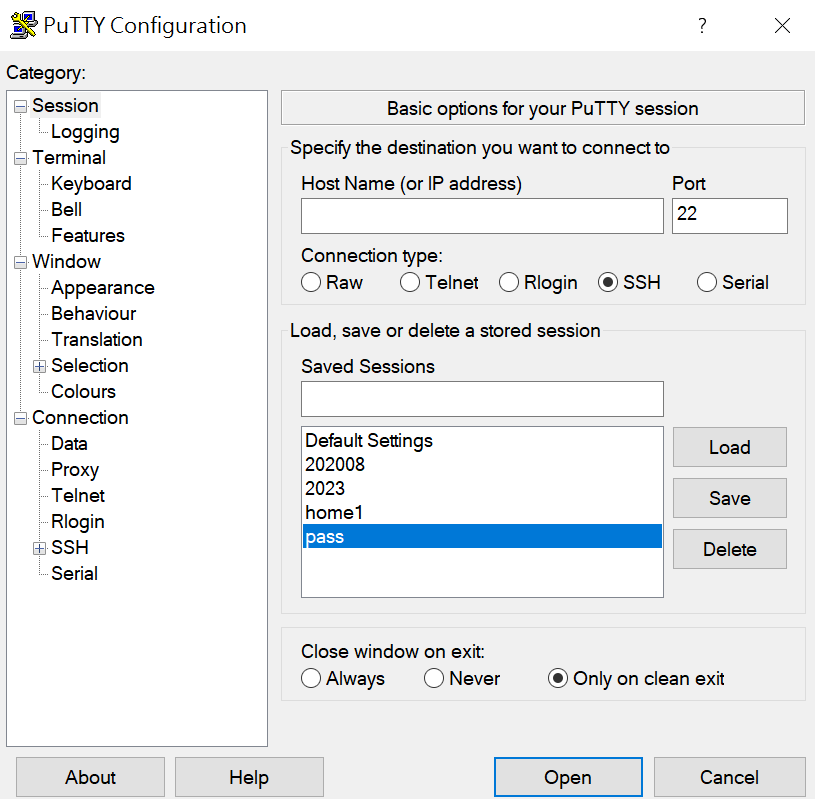 PuTTY Configuration
?
Category:
Session
Logging
Terminal
Keyboard
Bell
Features
Window
Appearance
Behaviour
Translation
Selection
Colours
Connection
Data
Proxy
Telnet
Rlogin
SSH
Serial
Basic options for your PuTTY session
Specify the destination you want to connect to
Host Name (or IP address) Port
22
Connection type:
Raw Telnet Rlogin SSH Serial
Load, save or delete a stored session
Saved Sessions
Default Settings
202008
2023
home1
pass
Load
Save
Delete
Close window on exit:
Always Never Only on clean exit
About Help Open Cancel